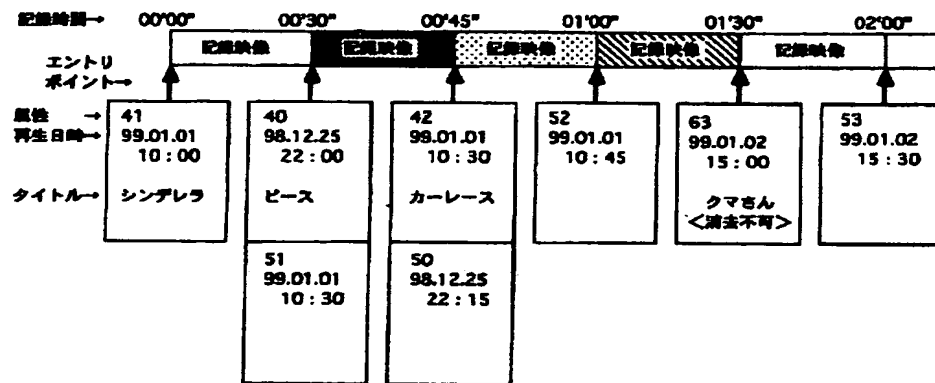 記録時間→ 00'00" 00'30" 00'45" 01'00" 01'30" 02'00"
記録映像 記録映像 記録映像 記録映像 記録映像
エントリ
ポイント→
属性 → 41 40 42 52 63 53
再生日時→ 99.01.01 98.12.25 99.01.01 99.01.01 99.01.02 99.01.02
10:00 22:00 10:30 10:45 15:00 15:30
タイトル→ シンデレラ ピース カーレース クマさん
<消去不可>
51 50
99.01.01 98.12.25
10:30 22:15